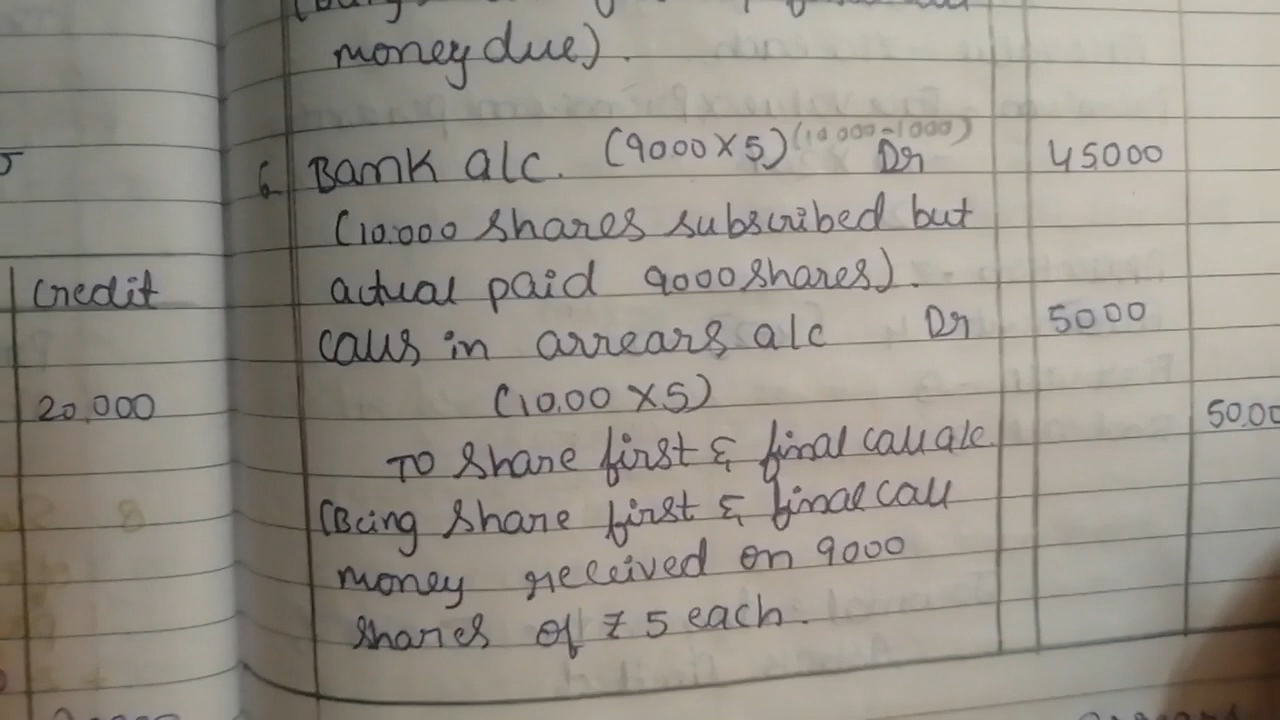 money due).
6. Bank a/c. (9000 X 5) (10000-1000) Dr 45000
(10.000 shares subscribed but
actual paid 9000 shares).
Credit
calls in arrears a/c Dr 5000
(10.00 X 5)
20,000
50.00
To share first & final call a/c.
(Being share first & final call
money received on 9000
shares of ₹ 5 each.